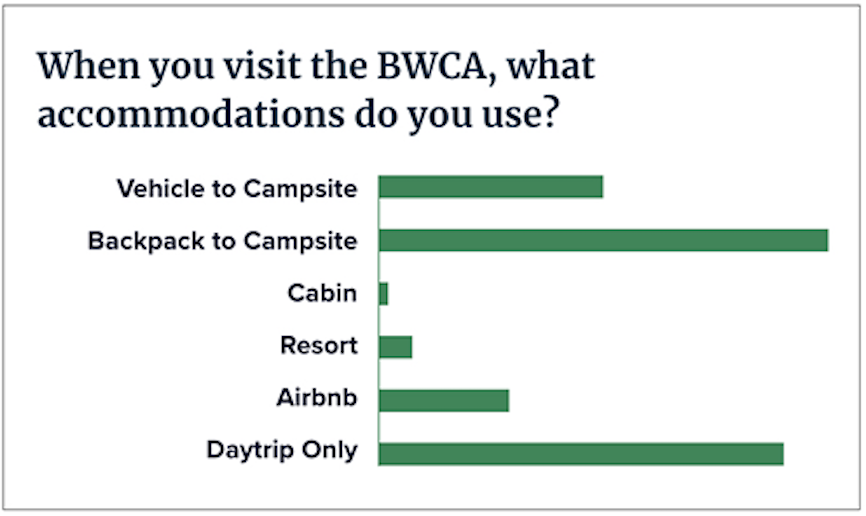 When you visit the BWCA, what
accommodations do you use?
Vehicle to Campsite
Backpack to Campsite
Cabin
Resort
Airbnb
Daytrip Only